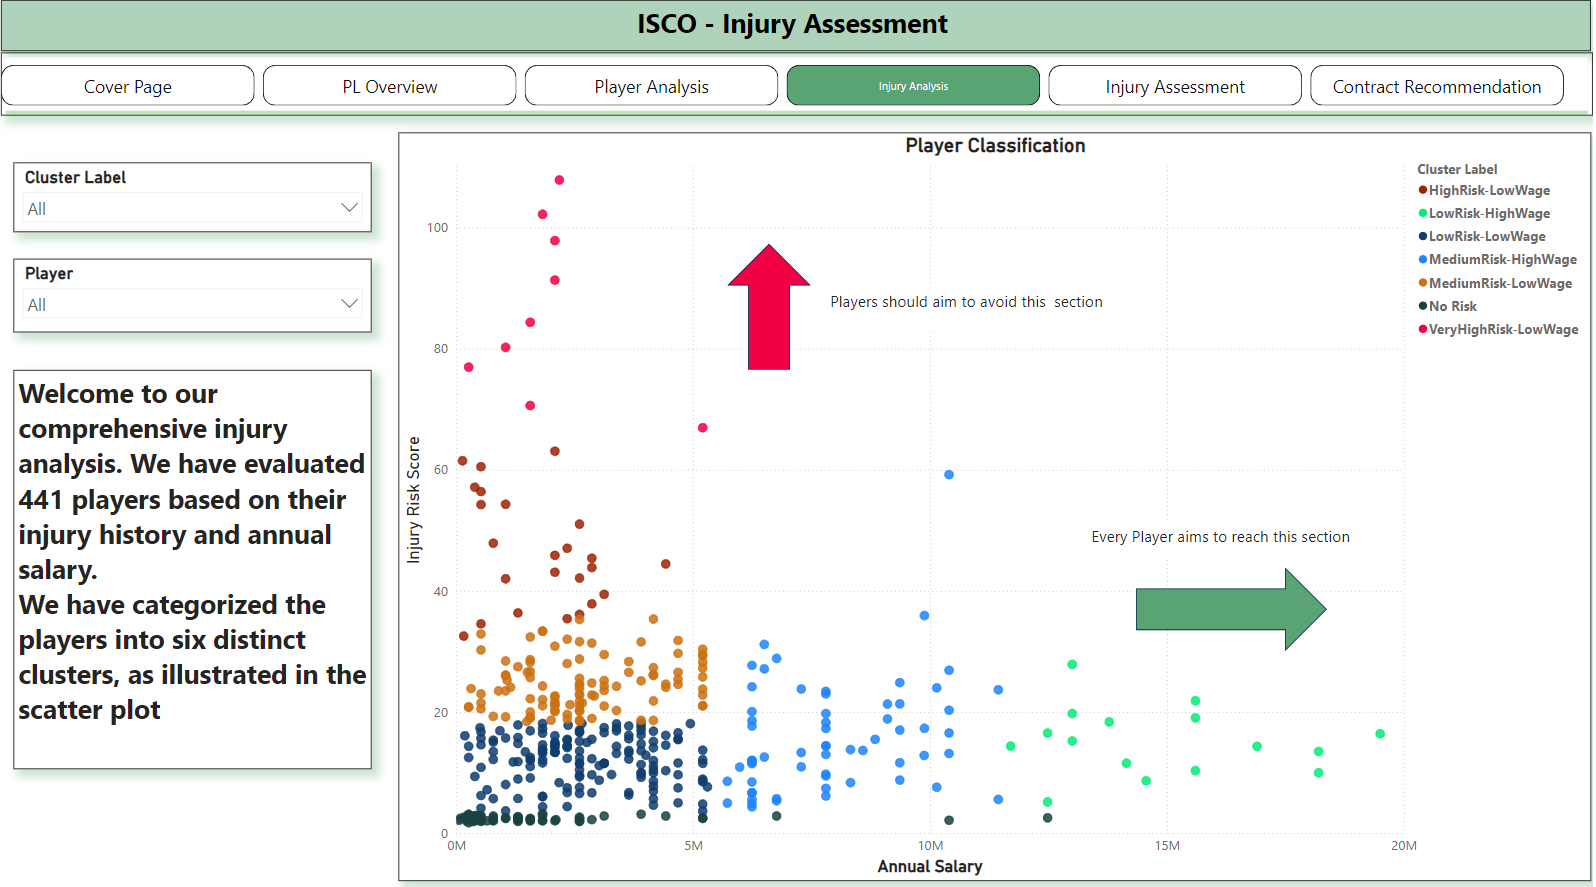 ISCO - Injury Assessment
Cover Page
PL Overview
Player Analysis
Injury Analysis
Injury Assessment
Contract Recommendation
Cluster Label
All
Player
All
Welcome to our
comprehensive injury
analysis. We have evaluated
441 players based on their
injury history and annual
salary.
We have categorized the
players into six distinct
clusters, as illustrated in the
scatter plot
Player Classification
Cluster Label
HighRisk-LowWage
LowRisk-HighWage
LowRisk-LowWage
MediumRisk-HighWage
MediumRisk-LowWage
No Risk
VeryHighRisk-LowWage
Players should aim to avoid this section
Every Player aims to reach this section
Injury Risk Score
100
80
60
40
20
0
0M
5M
10M
15M
20M
Annual Salary